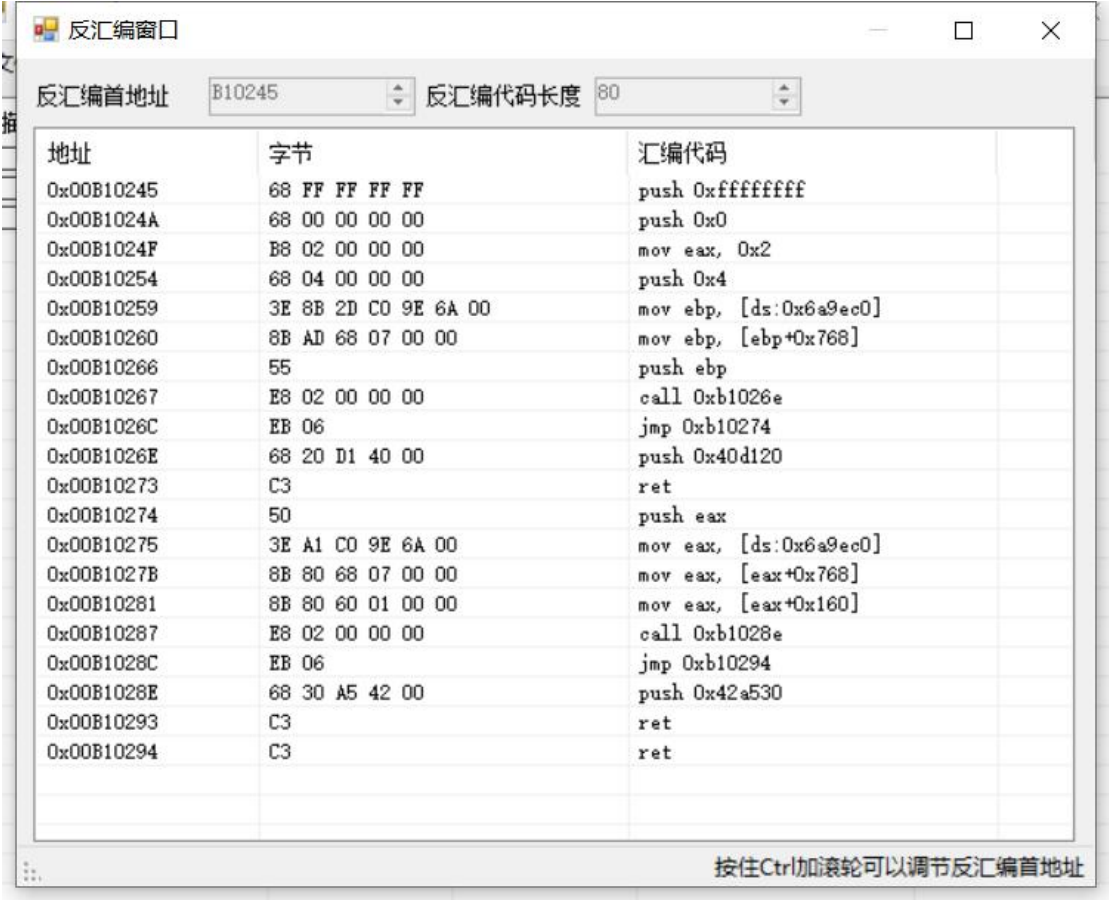 反汇编窗口
反汇编首地址 B10245 反汇编代码长度 80
地址 字节 汇编代码
0x00B10245 68 FF FF FF FF push 0xffffffff
0x00B1024A 68 00 00 00 00 push 0x0
0x00B1024F B8 02 00 00 00 mov eax, 0x2
0x00B10254 68 04 00 00 00 push 0x4
0x00B10259 3E 8B 2D C0 9E 6A 00 mov ebp, [ds:0x6a9ec0]
0x00B10260 8B AD 68 07 00 00 mov ebp, [ebp+0x768]
0x00B10266 55 push ebp
0x00B10267 E8 02 00 00 00 call 0xb1026e
0x00B1026C EB 06 jmp 0xb10274
0x00B1026E 68 20 D1 40 00 push 0x40d120
0x00B10273 C3 ret
0x00B10274 50 push eax
0x00B10275 3E A1 C0 9E 6A 00 mov eax, [ds:0x6a9ec0]
0x00B1027B 8B 80 68 07 00 00 mov eax, [eax+0x768]
0x00B10281 8B 80 60 01 00 00 mov eax, [eax+0x160]
0x00B10287 E8 02 00 00 00 call 0xb1028e
0x00B1028C EB 06 jmp 0xb10294
0x00B1028E 68 30 A5 42 00 push 0x42a530
0x00B10293 C3 ret
0x00B10294 C3 ret
按住Ctrl加滚轮可以调节反汇编首地址